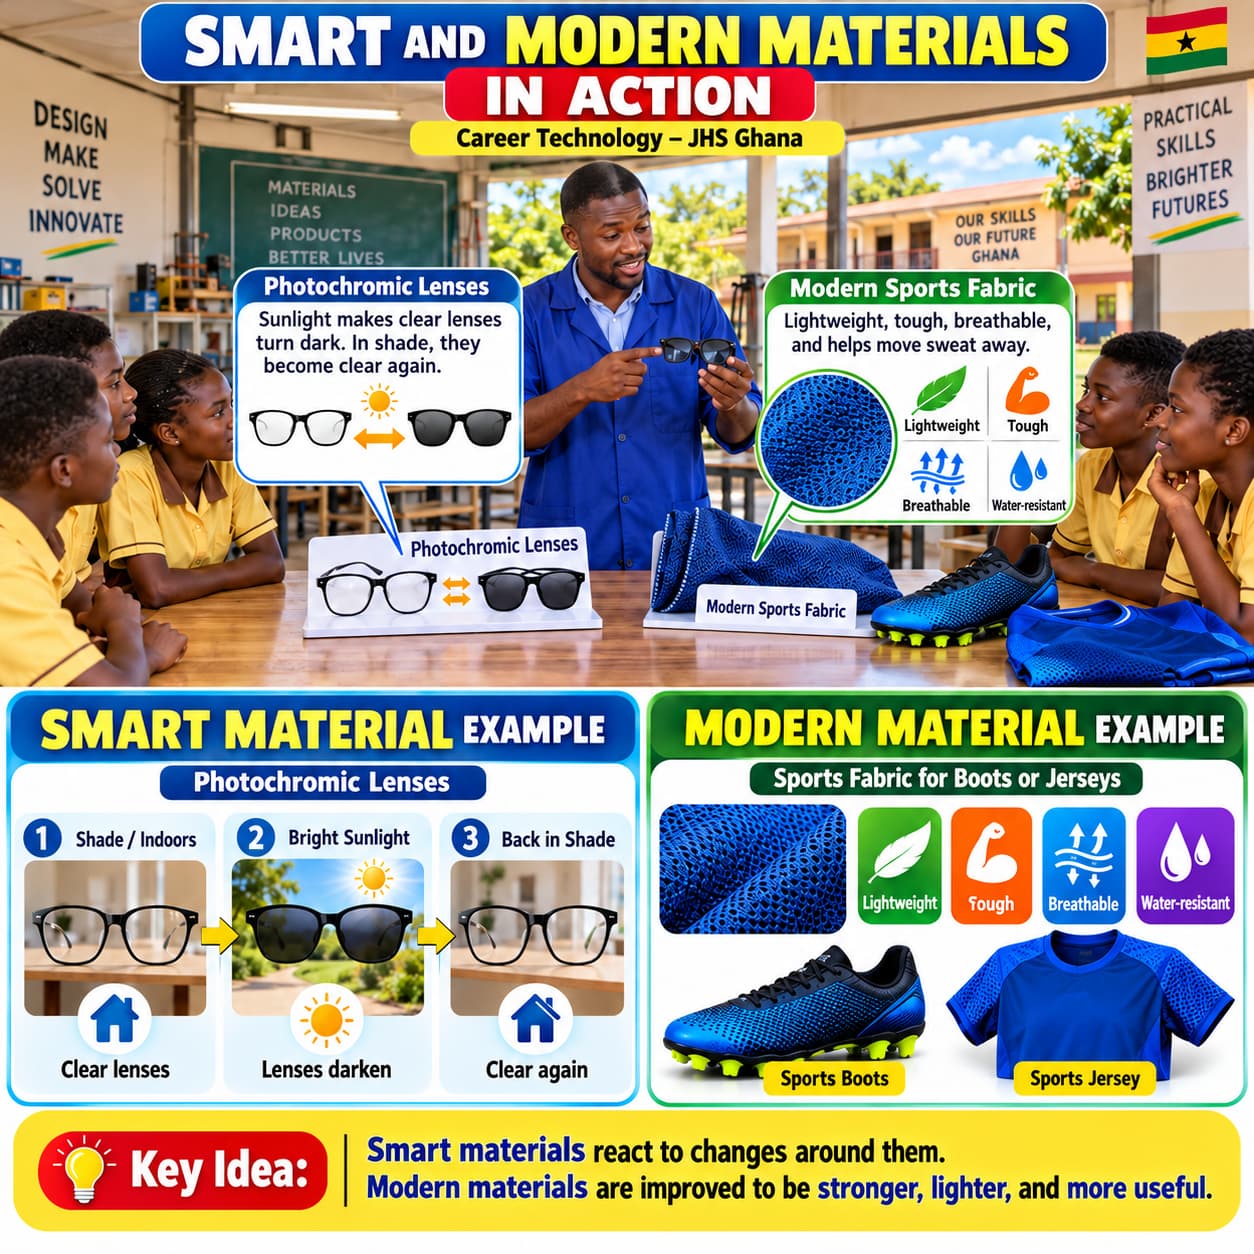 SMART AND MODERN MATERIALS
IN ACTION
Career Technology – JHS Ghana
DESIGN
MAKE
SOLVE
INNOVATE
MATERIALS
IDEAS
PRODUCTS
BETTER LIVES
OUR SKILLS
OUR FUTURE
GHANA
PRACTICAL
SKILLS
BRIGHTER
FUTURES
Photochromic Lenses
Sunlight makes clear lenses
turn dark. In shade, they
become clear again.
Modern Sports Fabric
Lightweight, tough, breathable,
and helps move sweat away.
Lightweight
Tough
Breathable
Water-resistant
Photochromic Lenses
Modern Sports Fabric
SMART MATERIAL EXAMPLE
Photochromic Lenses
1 Shade / Indoors
2 Bright Sunlight
3 Back in Shade
Clear lenses
Lenses darken
Clear again
MODERN MATERIAL EXAMPLE
Sports Fabric for Boots or Jerseys
Lightweight
Tough
Breathable
Water-resistant
Sports Boots
Sports Jersey
Key Idea:
Smart materials react to changes around them.
Modern materials are improved to be stronger, lighter, and more useful.